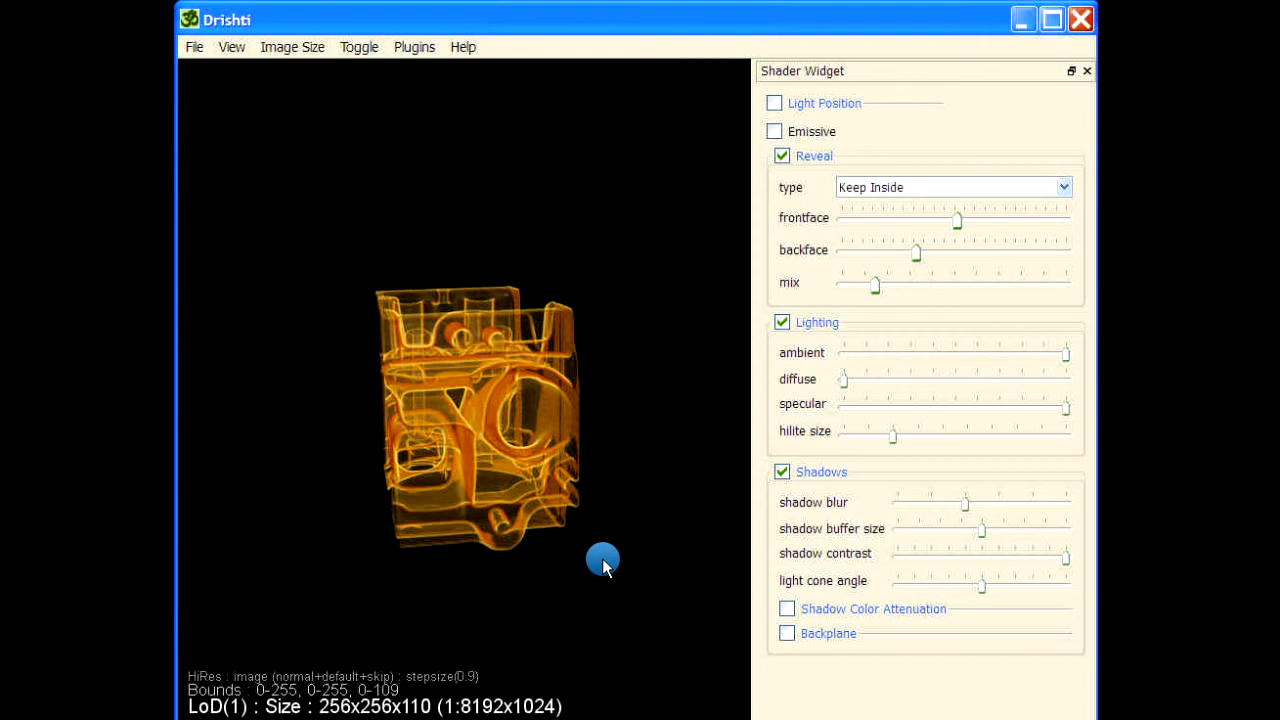 Drishti
File View Image Size Toggle Plugins Help
Shader Widget
Light Position
Emissive
Reveal
type Keep Inside
frontface
backface
mix
Lighting
ambient
diffuse
specular
hilite size
Shadows
shadow blur
shadow buffer size
shadow contrast
light cone angle
Shadow Color Attenuation
Backplane
HiRes : image (normal+default+skip) : stepsize(0.9)
Bounds : 0-255, 0-255, 0-109
LoD(1) : Size : 256x256x110 (1:8192x1024)